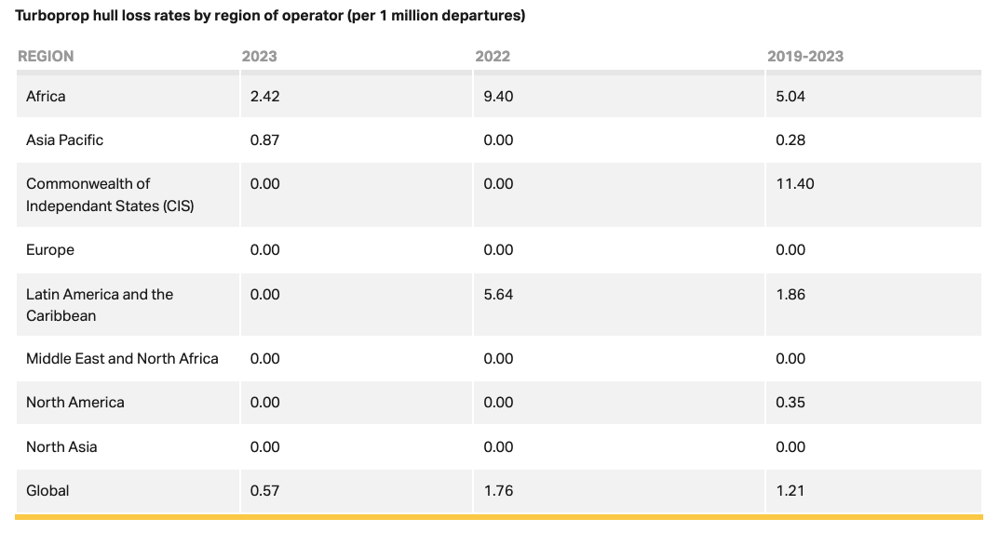 Turboprop hull loss rates by region of operator (per 1 million departures)
REGION 2023 2022 2019-2023
Africa 2.42 9.40 5.04
Asia Pacific 0.87 0.00 0.28
Commonwealth of 0.00 0.00 11.40
Independant States (CIS)
Europe 0.00 0.00 0.00
Latin America and the 0.00 5.64 1.86
Caribbean
Middle East and North Africa 0.00 0.00 0.00
North America 0.00 0.00 0.35
North Asia 0.00 0.00 0.00
Global 0.57 1.76 1.21